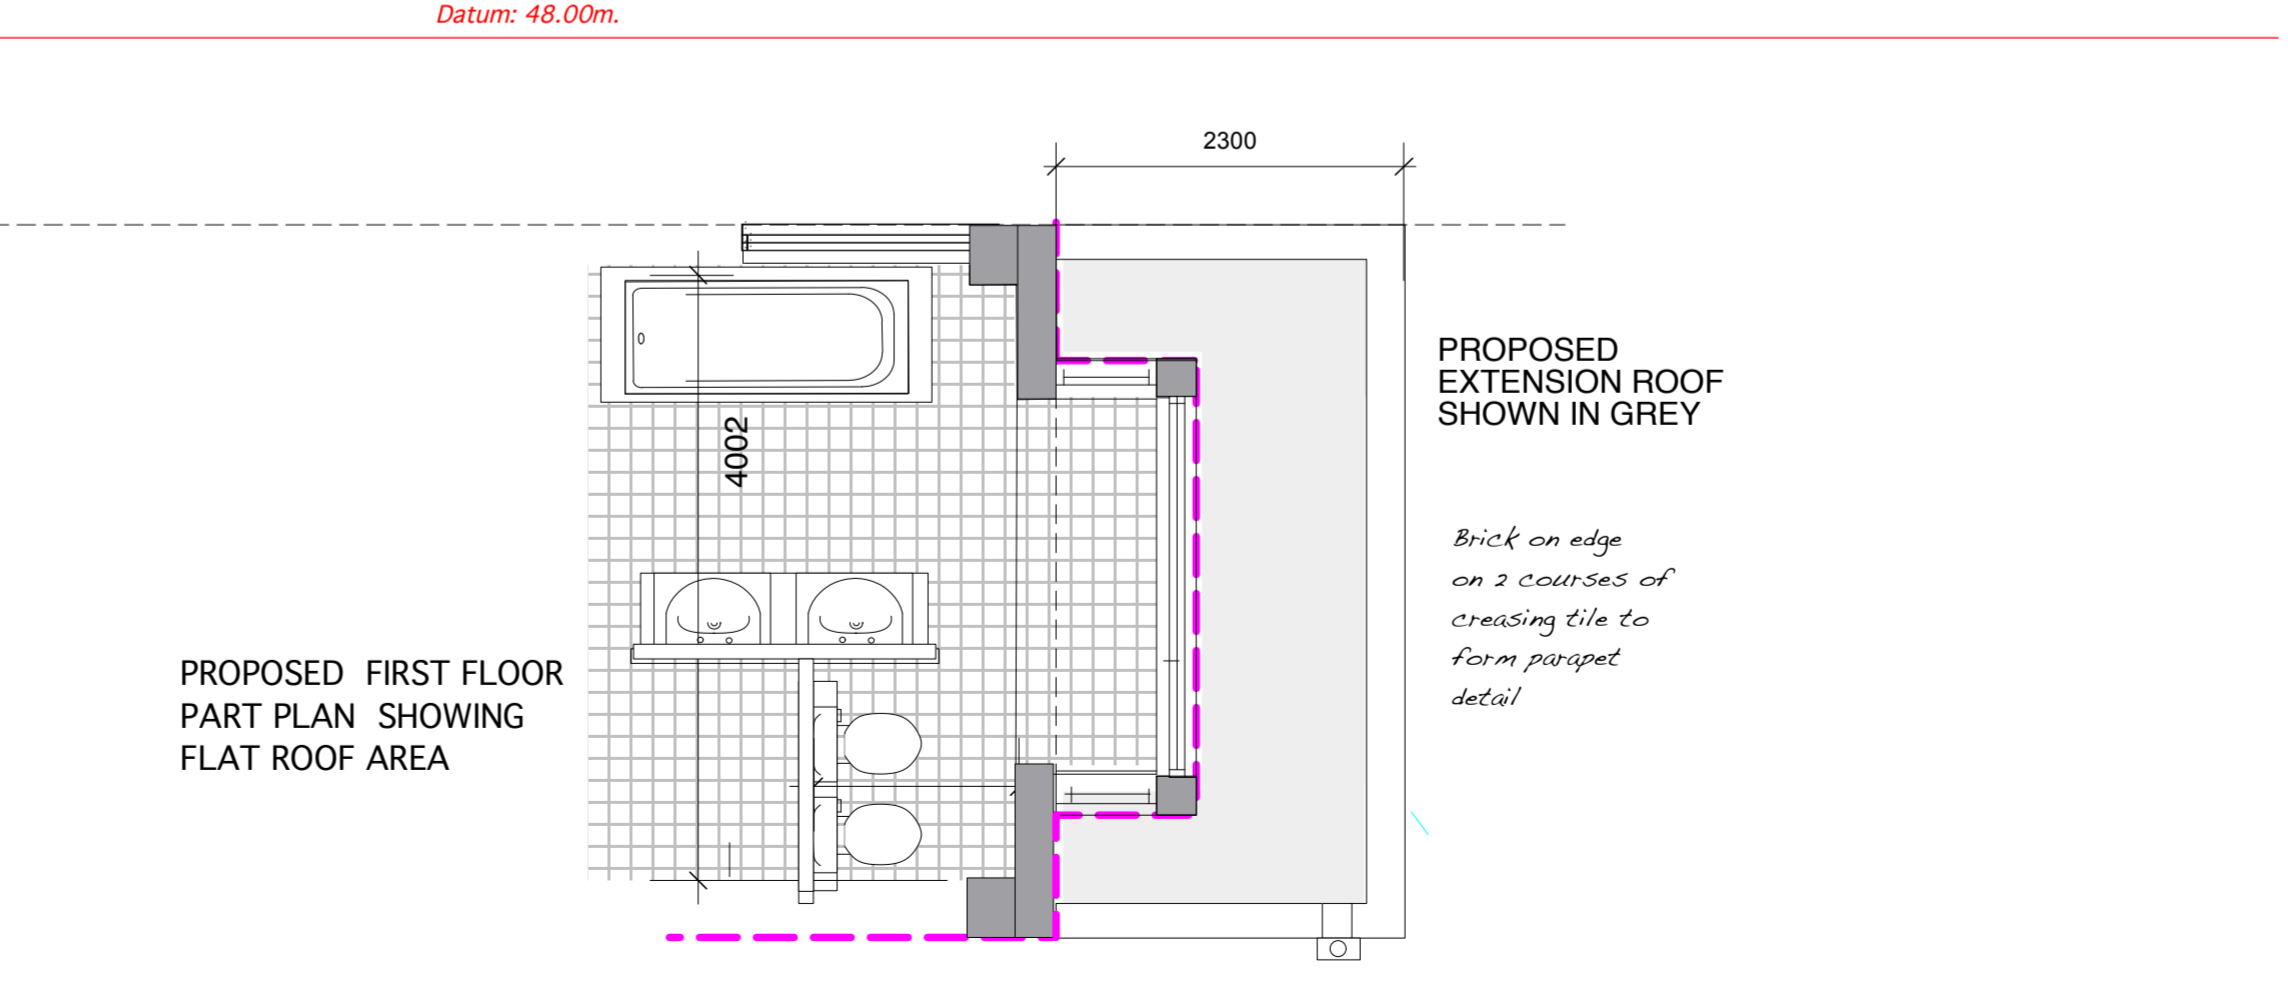 Datum: 48.00m.
2300
PROPOSED
EXTENSION ROOF
SHOWN IN GREY
4002
Brick on edge
on 2 courses of
creasing tile to
form parapet
detail
PROPOSED FIRST FLOOR
PART PLAN SHOWING
FLAT ROOF AREA